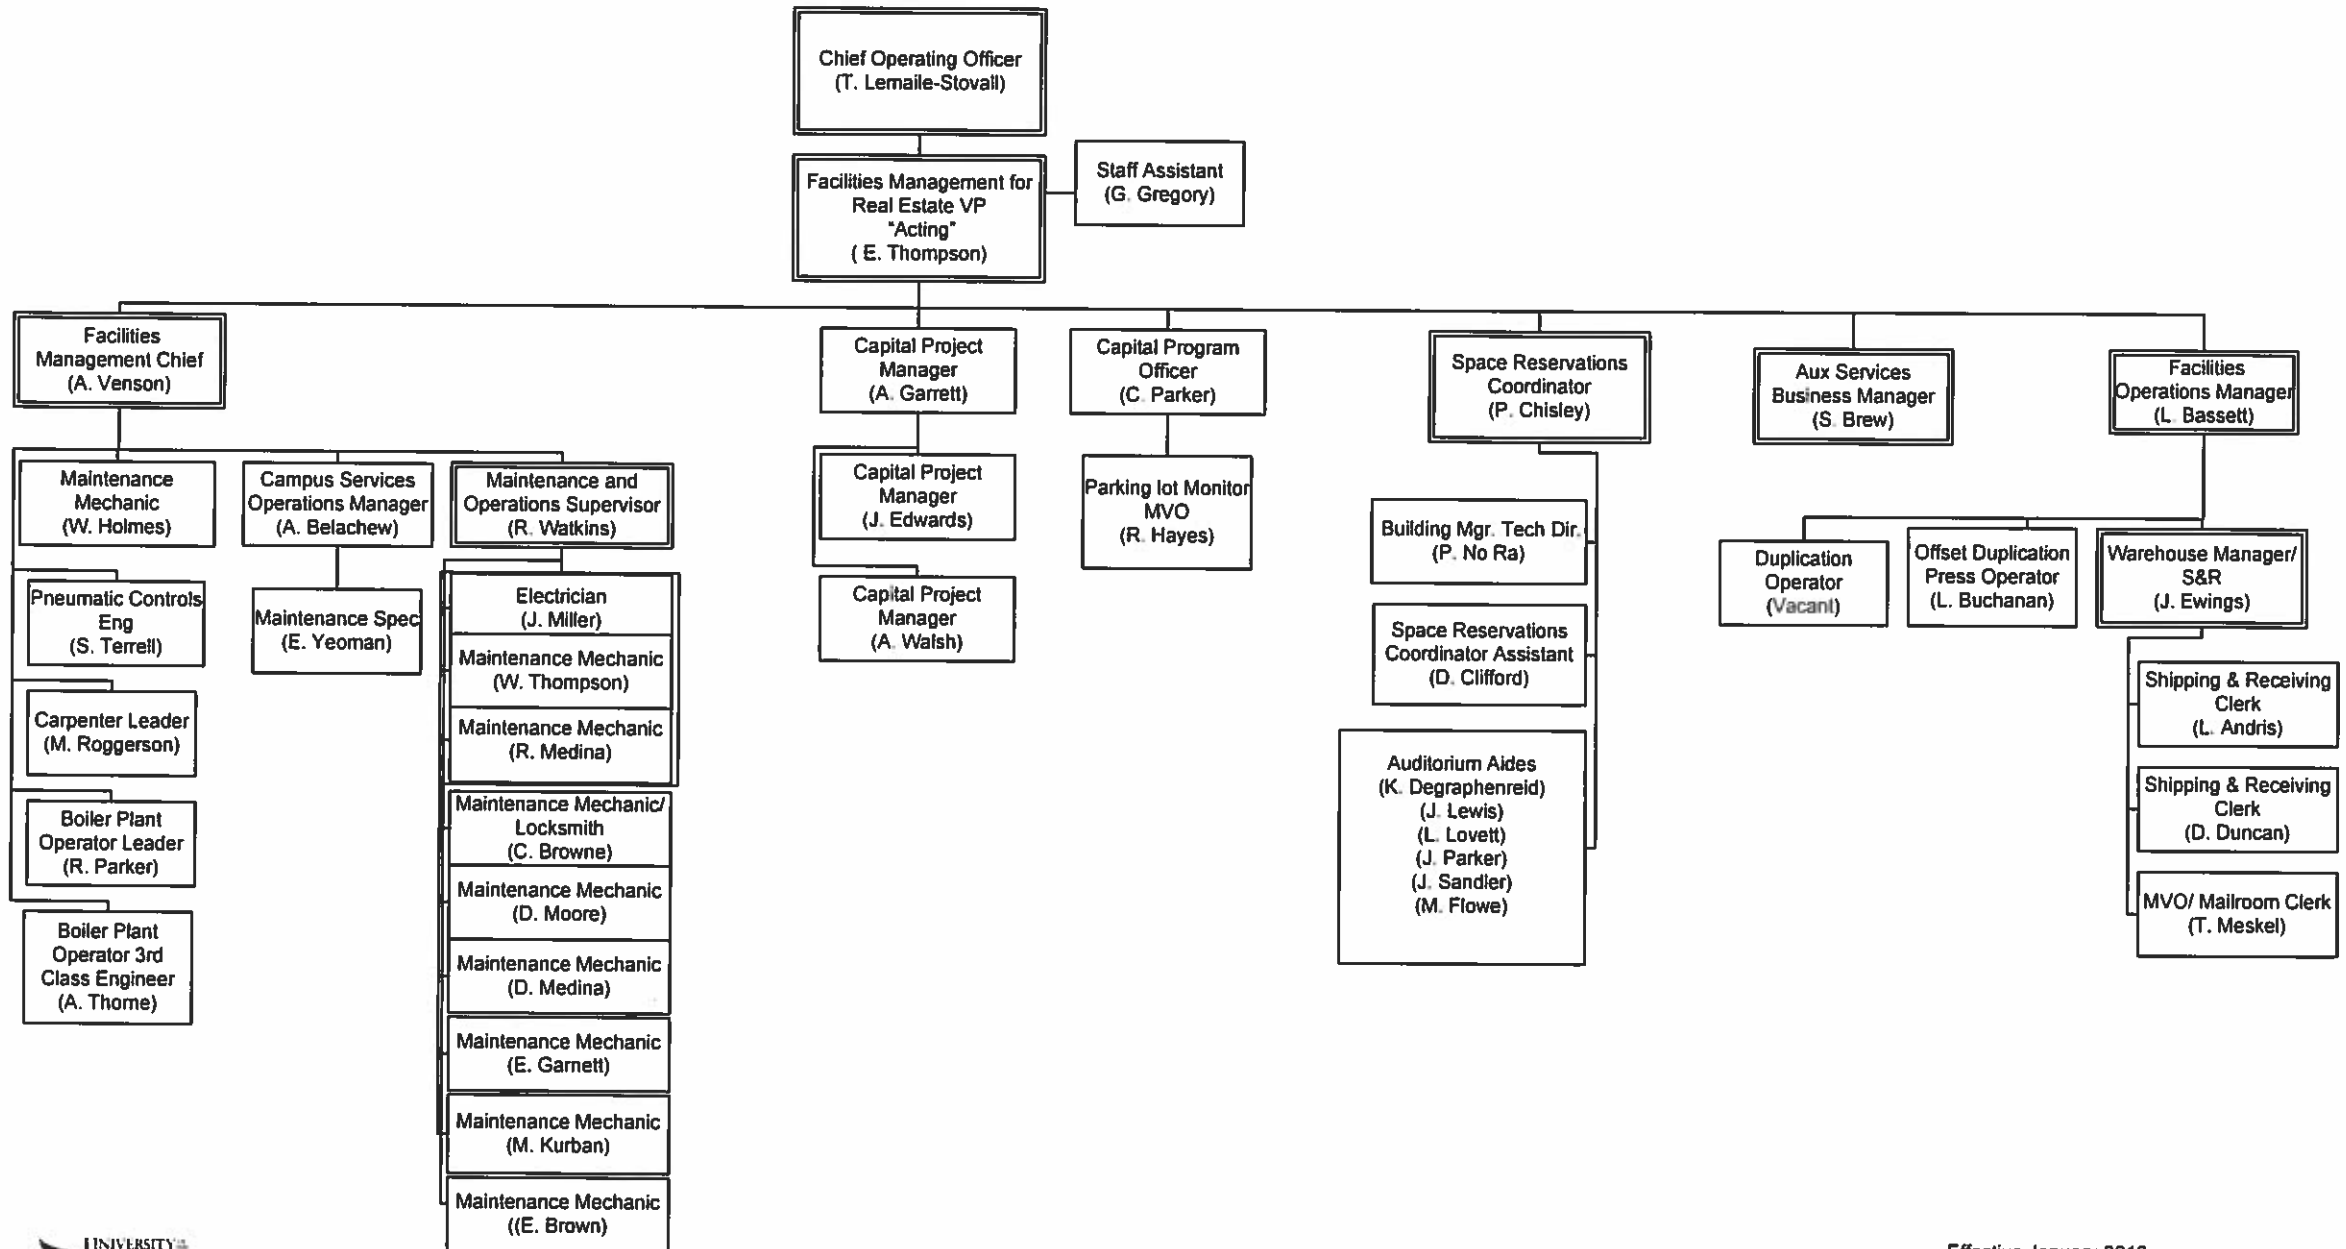 Chief Operating Officer
(T. Lemaile-Stovall)
Facilities Management for
Real Estate VP
"Acting"
( E. Thompson)
Staff Assistant
(G. Gregory)
Facilities
Management Chief
(A. Venson)
Capital Project
Manager
(A. Garrett)
Capital Program
Officer
(C. Parker)
Space Reservations
Coordinator
(P. Chisley)
Aux Services
Business Manager
(S. Brew)
Facilities
Operations Manager
(L. Bassett)
Maintenance
Mechanic
(W. Holmes)
Campus Services
Operations Manager
(A. Belachew)
Maintenance and
Operations Supervisor
(R. Watkins)
Pneumatic Controls
Eng
(S. Terrell)
Carpenter Leader
(M. Roggerson)
Boiler Plant
Operator Leader
(R. Parker)
Boiler Plant
Operator 3rd
Class Engineer
(A. Thorne)
Maintenance Spec
(E. Yeoman)
Electrician
(J. Miller)
Maintenance Mechanic
(W. Thompson)
Maintenance Mechanic
(R. Medina)
Maintenance Mechanic/
Locksmith
(C. Browne)
Maintenance Mechanic
(D. Moore)
Maintenance Mechanic
(D. Medina)
Maintenance Mechanic
(E. Garnett)
Maintenance Mechanic
(M. Kurban)
Maintenance Mechanic
((E. Brown)
Capital Project
Manager
(J. Edwards)
Capital Project
Manager
(A. Walsh)
Parking lot Monitor
MVO
(R. Hayes)
Building Mgr. Tech Dir.
(P. No Ra)
Space Reservations
Coordinator Assistant
(D. Clifford)
Auditorium Aides
(K. Degraphenreid)
(J. Lewis)
(L. Lovett)
(J. Parker)
(J. Sandler)
(M. Flowe)
Duplication
Operator
(Vacant)
Offset Duplication
Press Operator
(L. Buchanan)
Warehouse Manager/
S&R
(J. Ewings)
Shipping & Receiving
Clerk
(L. Andris)
Shipping & Receiving
Clerk
(D. Duncan)
MVO/ Mailroom Clerk
(T. Meskel)
UNIVERSITY
Effective January